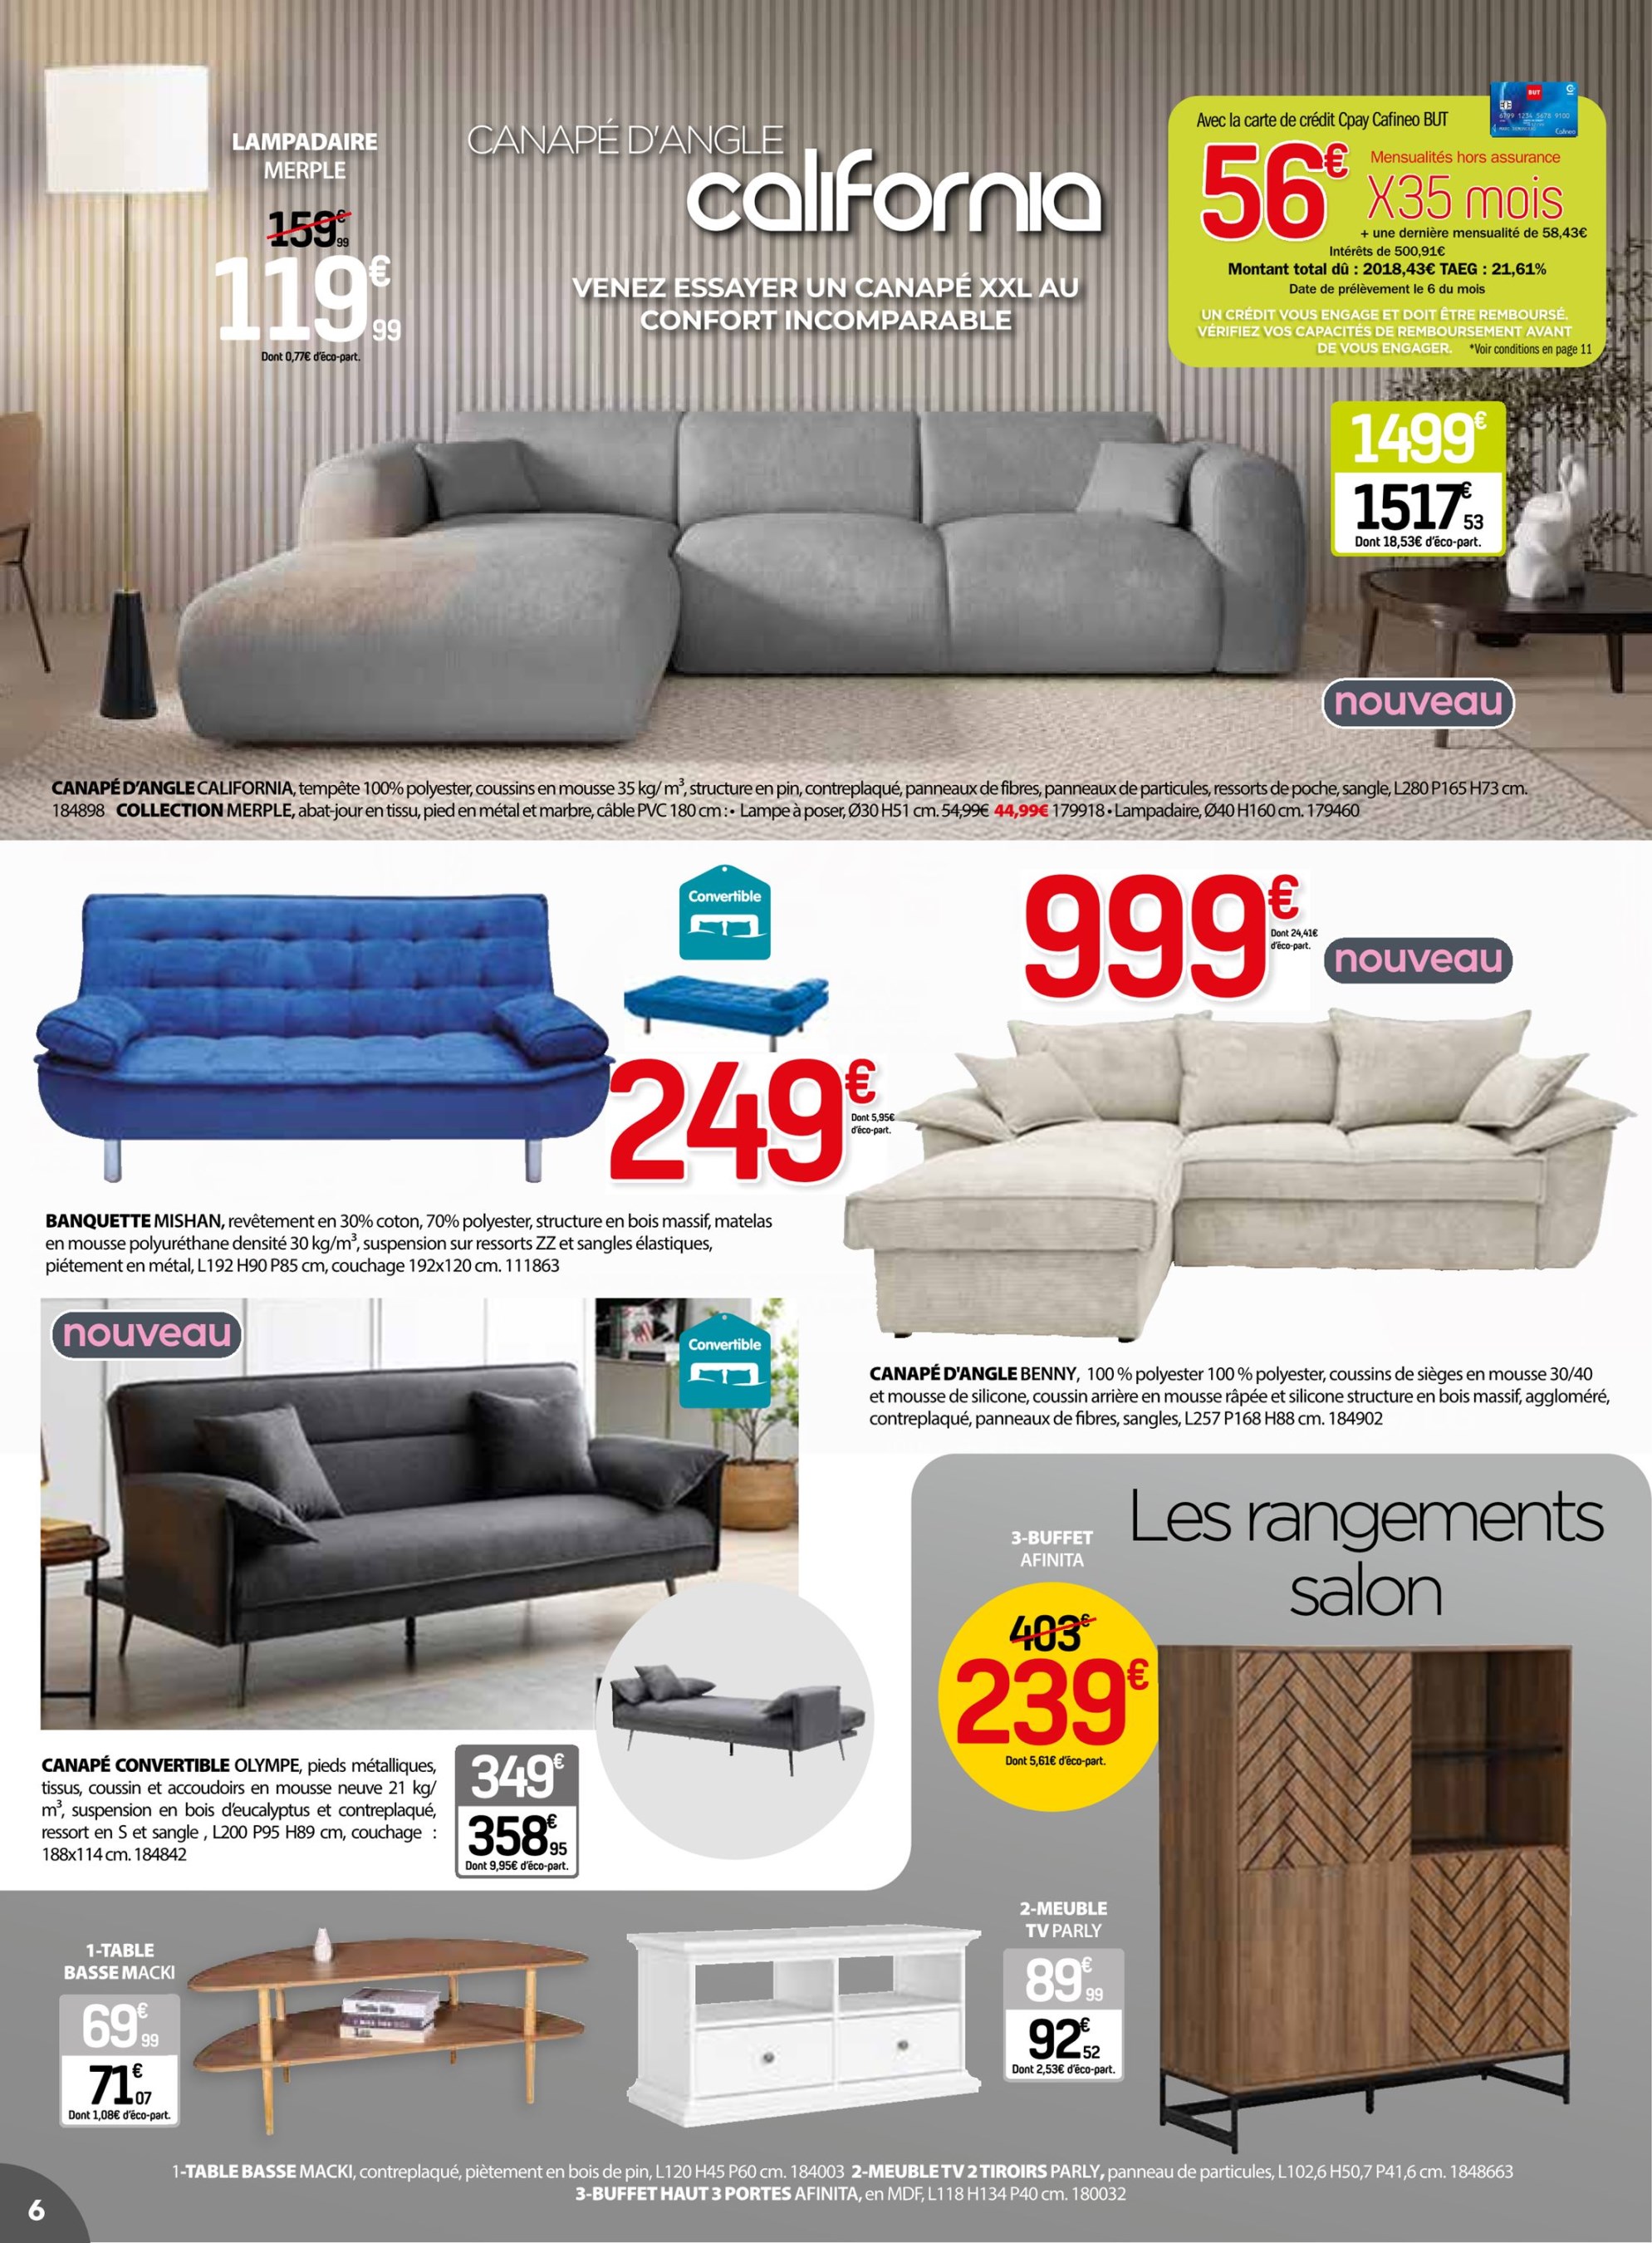 LAMPADAIRE
MERPLE
159€99
119€99
Dont 0,77€ d'éco-part.
CANAPÉ D'ANGLE
california
VENEZ ESSAYER UN CANAPÉ XXL AU
CONFORT INCOMPARABLE
BUT
Avec la carte de crédit Cpay Cafineo BUT
56€
Mensualités hors assurance
X35 mois
+ une dernière mensualité de 58,43€
Intérêts de 500,91€
Montant total dû : 2018,43€ TAEG : 21,61%
Date de prélèvement le 6 du mois
UN CRÉDIT VOUS ENGAGE ET DOIT ÊTRE REMBOURSÉ.
VÉRIFIEZ VOS CAPACITÉS DE REMBOURSEMENT AVANT
DE VOUS ENGAGER. *Voir conditions en page 11
1499€
1517€53
Dont 18,53€ d'éco-part.
nouveau
CANAPÉ D'ANGLE CALIFORNIA, tempête 100% polyester, coussins en mousse 35 kg/ m³, structure en pin, contreplaqué, panneaux de fibres, panneaux de particules, ressorts de poche, sangle, L280 P165 H73 cm.
184898 COLLECTION MERPLE, abat-jour en tissu, pied en métal et marbre, câble PVC 180 cm : • Lampe à poser, Ø30 H51 cm. 54,99€ 44,99€ 179918 • Lampadaire, Ø40 H160 cm. 179460
Convertible
249€
Dont 5,95€
d'éco-part.
BANQUETTE MISHAN, revêtement en 30% coton, 70% polyester, structure en bois massif, matelas
en mousse polyuréthane densité 30 kg/m³, suspension sur ressorts ZZ et sangles élastiques,
piétement en métal, L192 H90 P85 cm, couchage 192x120 cm. 111863
999€
Dont 24,41€
d'éco-part.
nouveau
CANAPÉ D'ANGLE BENNY, 100 % polyester 100 % polyester, coussins de sièges en mousse 30/40
et mousse de silicone, coussin arrière en mousse râpée et silicone structure en bois massif, aggloméré,
contreplaqué, panneaux de fibres, sangles, L257 P168 H88 cm. 184902
nouveau
Convertible
CANAPÉ CONVERTIBLE OLYMPE, pieds métalliques,
tissus, coussin et accoudoirs en mousse neuve 21 kg/
m³, suspension en bois d'eucalyptus et contreplaqué,
ressort en S et sangle , L200 P95 H89 cm, couchage :
188x114 cm. 184842
349€
358€95
Dont 9,95€ d'éco-part.
Les rangements
salon
3-BUFFET
AFINITA
403€
239€
Dont 5,61€ d'éco-part.
1-TABLE
BASSE MACKI
69€99
71€07
Dont 1,08€ d'éco-part.
2-MEUBLE
TV PARLY
89€99
92€52
Dont 2,53€ d'éco-part.
1-TABLE BASSE MACKI, contreplaqué, piètement en bois de pin, L120 H45 P60 cm. 184003 2-MEUBLE TV 2 TIROIRS PARLY, panneau de particules, L102,6 H50,7 P41,6 cm. 1848663
3-BUFFET HAUT 3 PORTES AFINITA, en MDF, L118 H134 P40 cm. 180032
6